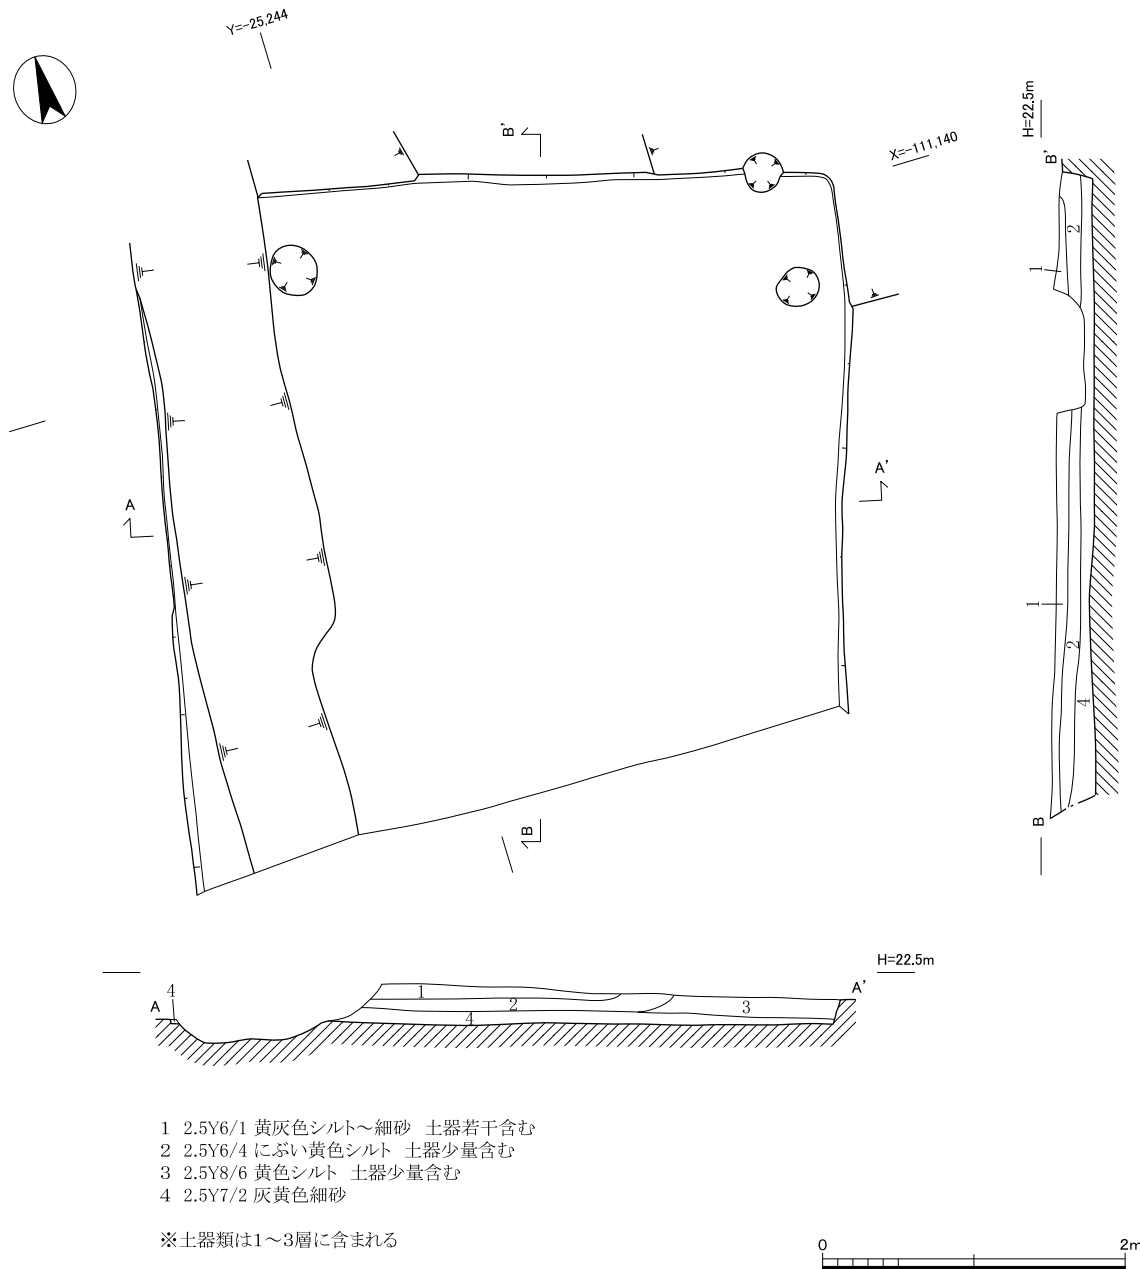 Y=-25,244
H=22.5m
B'
B'
X=-111,140
2
1
A'
A
1
2
4
B
B
H=22.5m
A'
4
A
1
2
3
4
1 2.5Y6/1 黄灰色シルト～細砂 土器若干含む
2 2.5Y6/4 にぶい黄色シルト 土器少量含む
3 2.5Y8/6 黄色シルト 土器少量含む
4 2.5Y7/2 灰黄色細砂
※土器類は1～3層に含まれる
0 2m